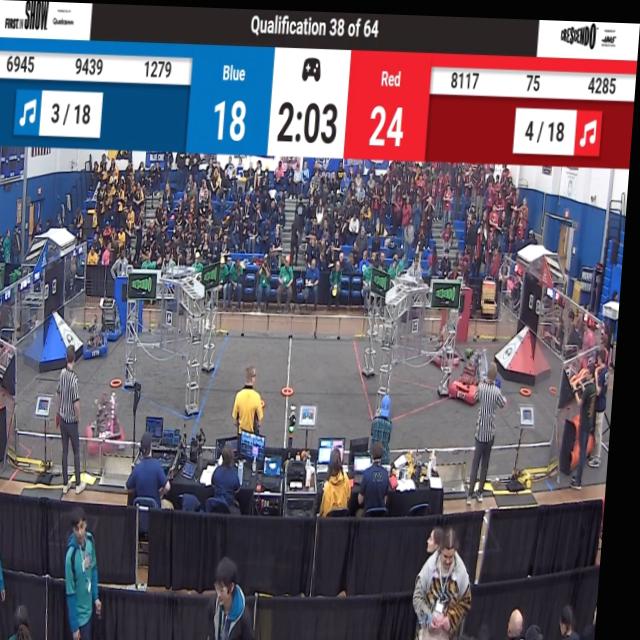 FIRST IN SHOW
Qualcomm
Qualification 38 of 64
CRESCENDO
6945 9439 1279
Blue
Red
8117 75 4285
3 / 18
18
2:03
24
4 / 18